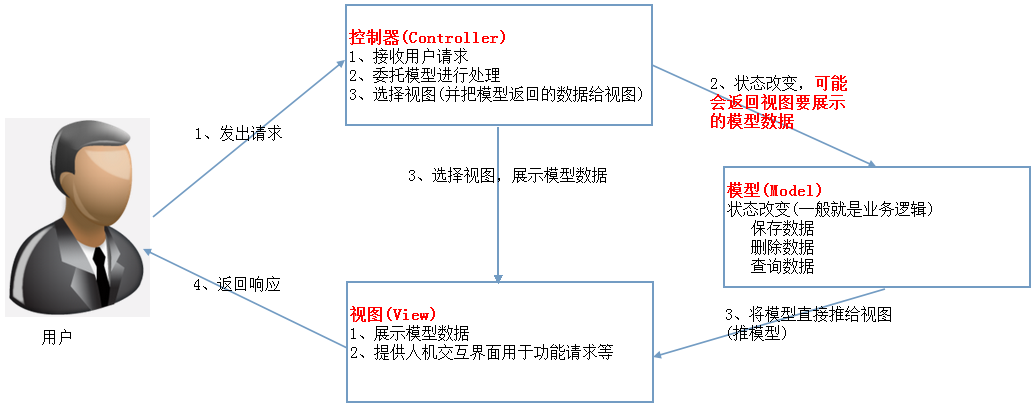 控制器(Controller)
1、接收用户请求
2、委托模型进行处理
3、选择视图(并把模型返回的数据给视图)
2、状态改变，可能
会返回视图要展示
的模型数据
1、发出请求
3、选择视图，展示模型数据
模型(Model)
状态改变(一般就是业务逻辑)
保存数据
删除数据
查询数据
4、返回响应
视图(View)
1、展示模型数据
2、提供人机交互界面用于功能请求等
3、将模型直接推给视图
(推模型)
用户